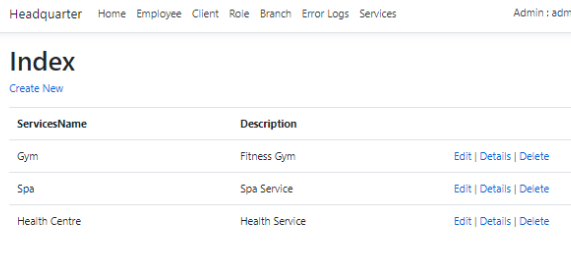 Headquarter Home Employee Client Role Branch Error Logs Services Admin : adm
Index
Create New
ServicesName Description
Gym Fitness Gym Edit | Details | Delete
Spa Spa Service Edit | Details | Delete
Health Centre Health Service Edit | Details | Delete